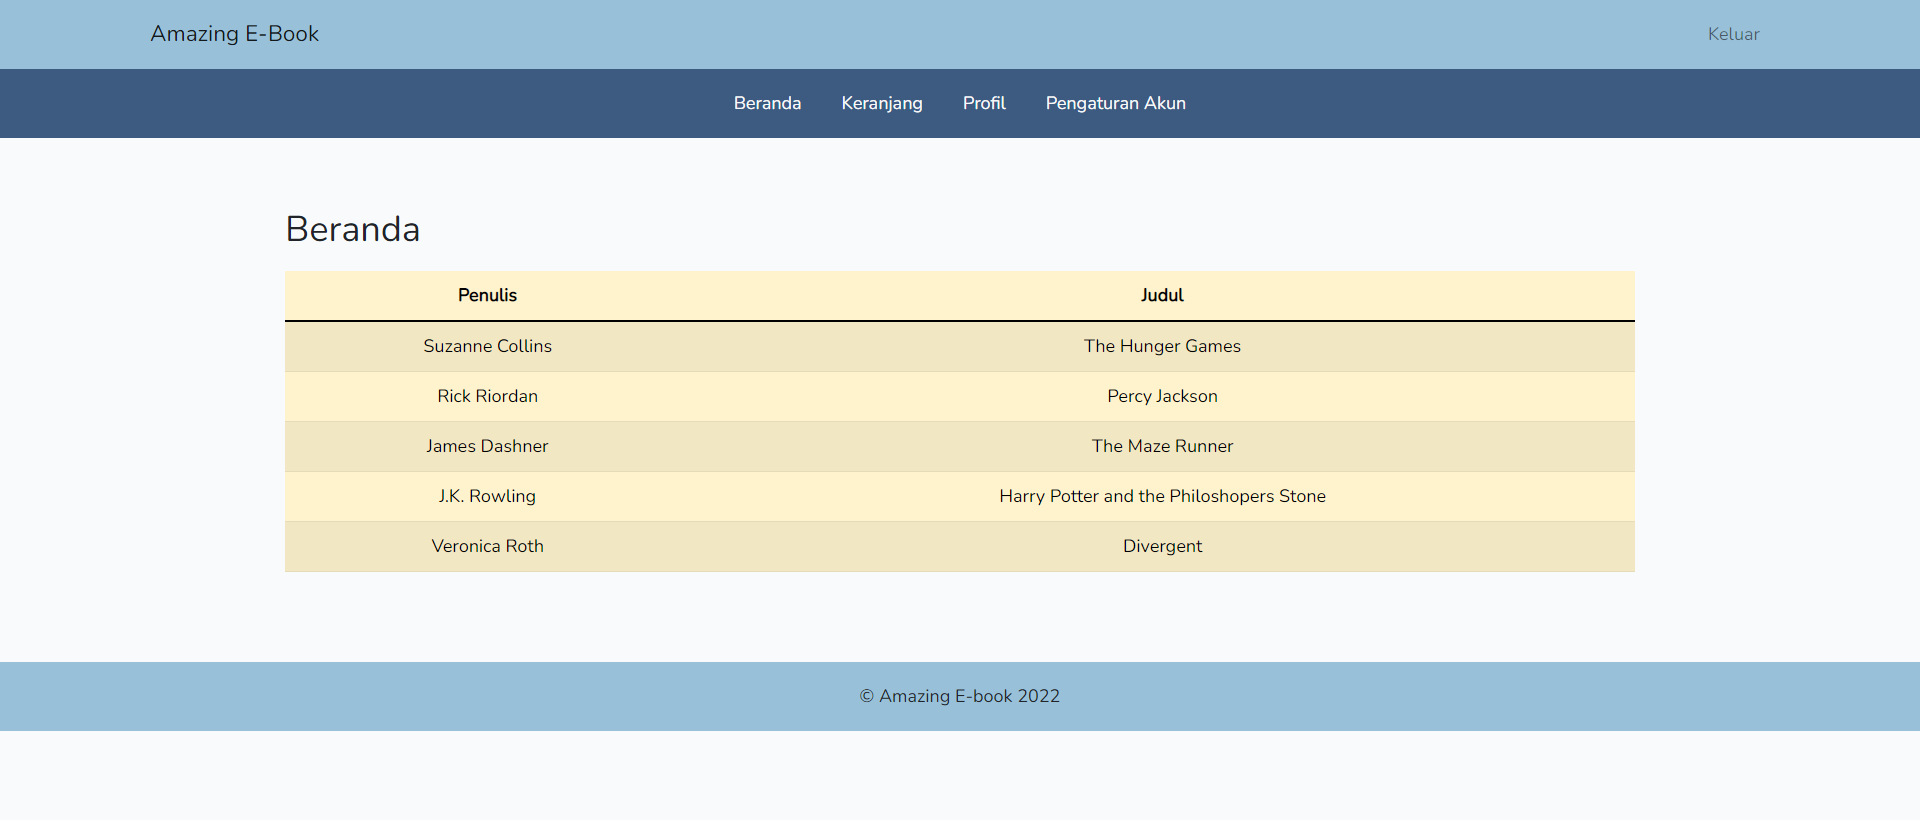 Amazing E-Book Keluar
Beranda Keranjang Profil Pengaturan Akun
Beranda
Penulis Judul
Suzanne Collins The Hunger Games
Rick Riordan Percy Jackson
James Dashner The Maze Runner
J.K. Rowling Harry Potter and the Philoshopers Stone
Veronica Roth Divergent
© Amazing E-book 2022